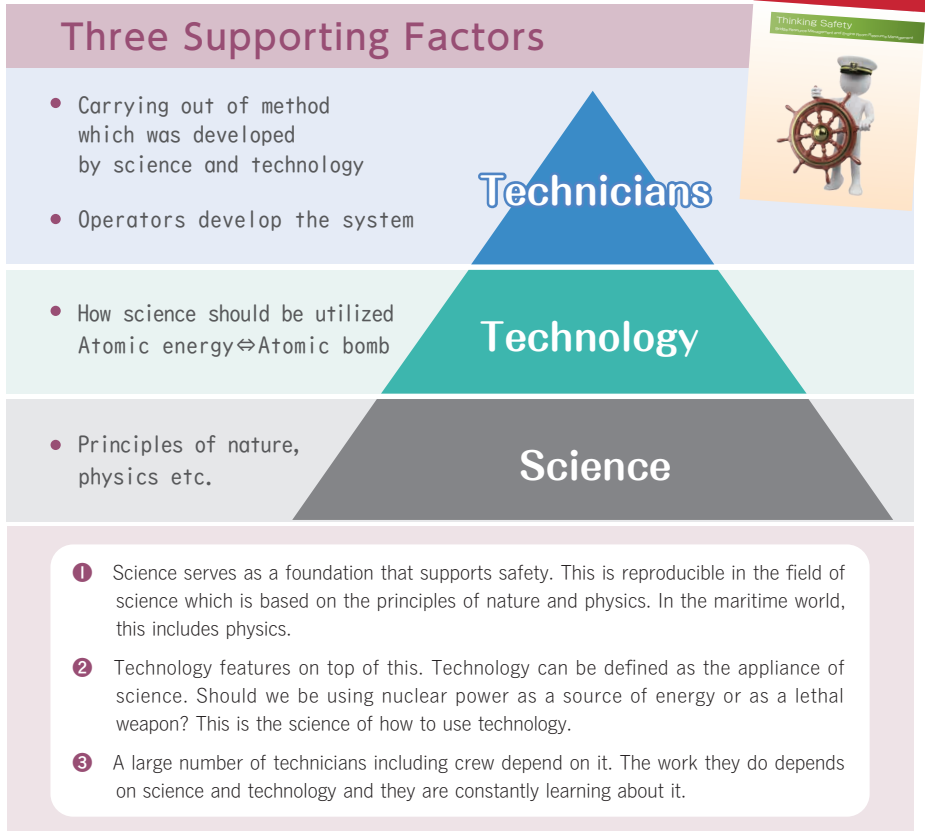 Three Supporting Factors
Thinking Safety
• Carrying out of method
which was developed
by science and technology
• Operators develop the system
Technicians
• How science should be utilized
Atomic energy⇔Atomic bomb
Technology
• Principles of nature,
physics etc.
Science
❶ Science serves as a foundation that supports safety. This is reproducible in the field of
science which is based on the principles of nature and physics. In the maritime world,
this includes physics.
❷ Technology features on top of this. Technology can be defined as the appliance of
science. Should we be using nuclear power as a source of energy or as a lethal
weapon? This is the science of how to use technology.
❸ A large number of technicians including crew depend on it. The work they do depends
on science and technology and they are constantly learning about it.